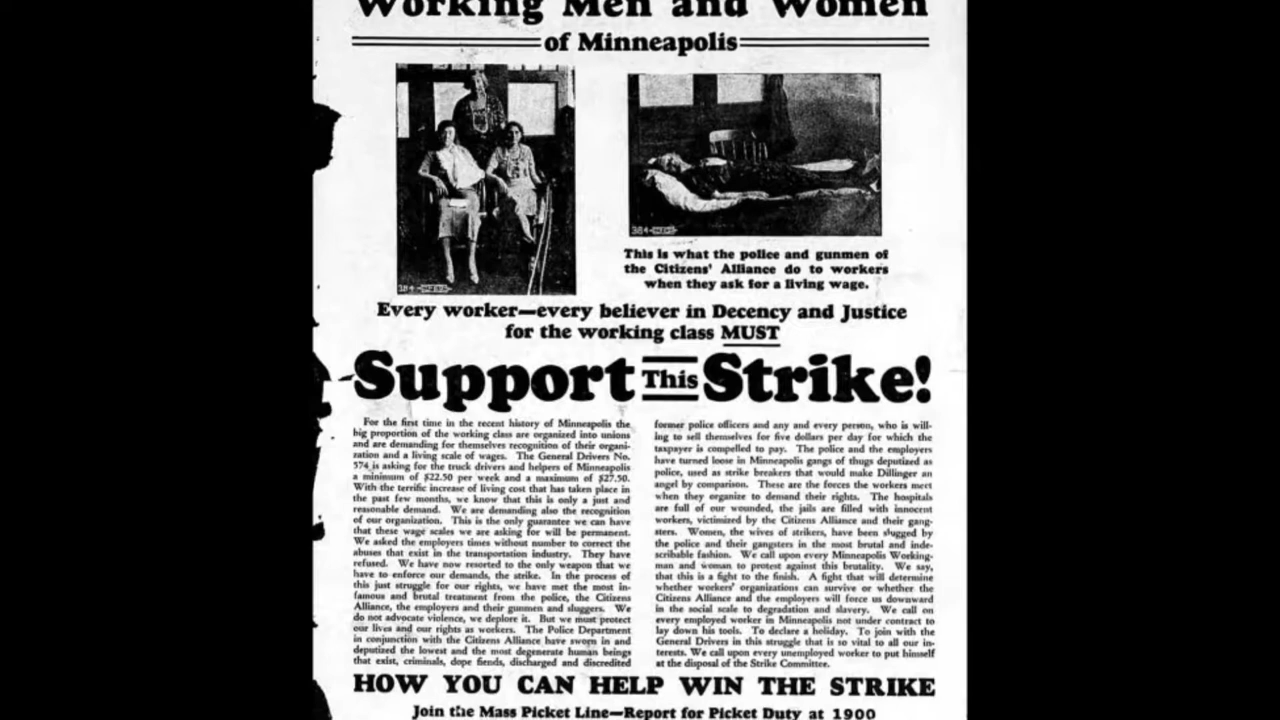 Working Men and Women
of Minneapolis
This is what the police and gunmen of
the Citizens' Alliance do to workers
when they ask for a living wage.
Every worker—every believer in Decency and Justice
for the working class MUST
Support This Strike!
For the first time in the recent history of Minneapolis the
big proportion of the working class are organized into unions
and are demanding for themselves recognition of their organi-
zation and a living scale of wages. The General Drivers No.
574 is asking for the truck drivers and helpers of Minneapolis
a minimum of $22.50 per week and a maximum of $27.50.
With the terrific increase of living cost that has taken place in
the past few months, we know that this is only a just and
reasonable demand. We are demanding also the recognition
of our organization. This is the only guarantee we can have
that these wage scales we are asking for will be permanent.
We asked the employers times without number to correct the
abuses that exist in the transportation industry. They have
refused. We have now resorted to the only weapon that we
have to enforce our demands, the strike. In the process of
this just struggle for our rights, we have met the most in-
famous and brutal treatment from the police, the Citizens
Alliance, the employers and their gunmen and sluggers. We
do not advocate violence, we deplore it. But we must protect
our lives and our rights as workers. The Police Department
in conjunction with the Citizens Alliance have sworn in and
deputized the lowest and the most degenerate human beings
that exist, criminals, dope fiends, discharged and discredited
former police officers and any and every person, who is will-
ing to sell themselves for five dollars per day for which the
taxpayer is compelled to pay. The police and the employers
have turned loose in Minneapolis gangs of thugs deputized as
police, used as strike breakers that would make Dillinger an
angel by comparison. These are the forces the workers meet
when they organize to demand their rights. The hospitals
are full of our wounded, the jails are filled with innocent
workers, victimized by the Citizens Alliance and their gang-
sters. Women, the wives of strikers, have been slugged by
the police and their gangsters in the most brutal and inde-
scribable fashion. We call upon every Minneapolis Working-
man and woman to protest against this brutality. We say,
that this is a fight to the finish. A fight that will determine
whether workers' organizations can survive or whether the
Citizens Alliance and the employers will force us downward
in the social scale to degradation and slavery. We call on
every employed worker in Minneapolis not under contract to
lay down his tools. To declare a holiday. To join with the
General Drivers in this struggle that is so vital to all our in-
terests. We call upon every unemployed worker to put himself
at the disposal of the Strike Committee.
HOW YOU CAN HELP WIN THE STRIKE
Join the Mass Picket Line—Report for Picket Duty at 1900